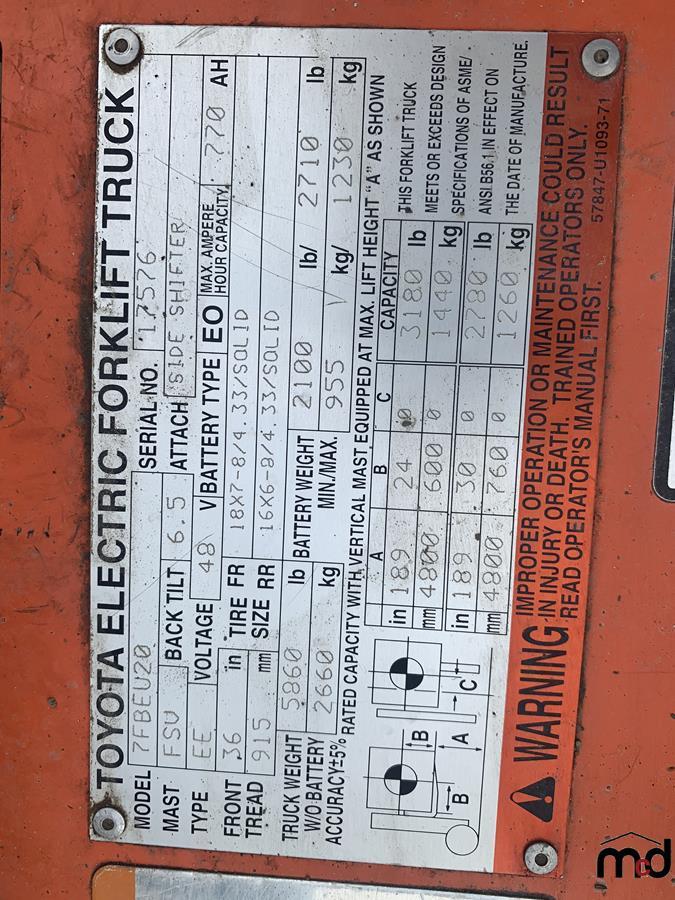 TOYOTA ELECTRIC FORKLIFT TRUCK
MODEL 7FBEU20 SERIAL NO. 17576
MAST FSV BACK TILT 6.5 ATTACH SIDE SHIFTER
TYPE EE VOLTAGE 48 V BATTERY TYPE EO MAX. AMPERE HOUR CAPACITY 770 AH
FRONT TREAD 36 in TIRE SIZE FR 18X7-8/4.33/SOLID
915 mm RR 16X6-8/4.33/SOLID
TRUCK WEIGHT W/O BATTERY ACCURACY±5% 5860 lb BATTERY WEIGHT MIN./MAX. 2100 lb/ 2710 lb
2660 kg 955 kg/ 1230 kg
RATED CAPACITY WITH VERTICAL MAST EQUIPPED AT MAX. LIFT HEIGHT "A" AS SHOWN
A B C CAPACITY
in 189 24 0 3180 lb
mm 4800 600 0 1440 kg
in 189 30 0 2780 lb
mm 4800 760 0 1260 kg
THIS FORKLIFT TRUCK
MEETS OR EXCEEDS DESIGN
SPECIFICATIONS OF ASME/
ANSI.B56.1 IN EFFECT ON
THE DATE OF MANUFACTURE.
B A B C
WARNING
IMPROPER OPERATION OR MAINTENANCE COULD RESULT
IN INJURY OR DEATH. TRAINED OPERATORS ONLY.
READ OPERATOR'S MANUAL FIRST.
57847-U1093-71
md